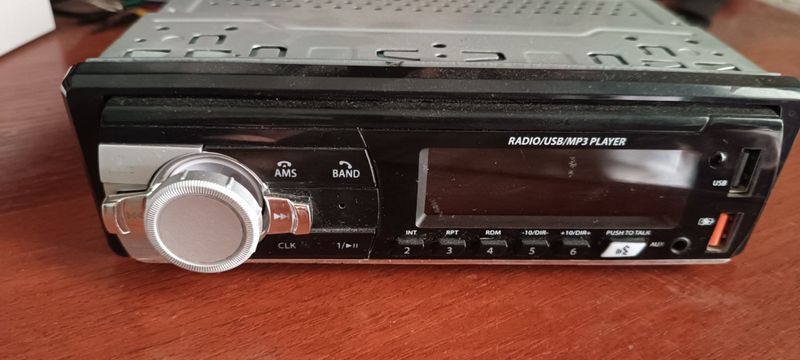 RADIO/USB/MP3 PLAYER
AMS
BAND
USB
CLK
1/▶II
INT
2
RPT
3
RDM
4
-10/DIR-
5
+10/DIR+
6
PUSH TO TALK
AUX